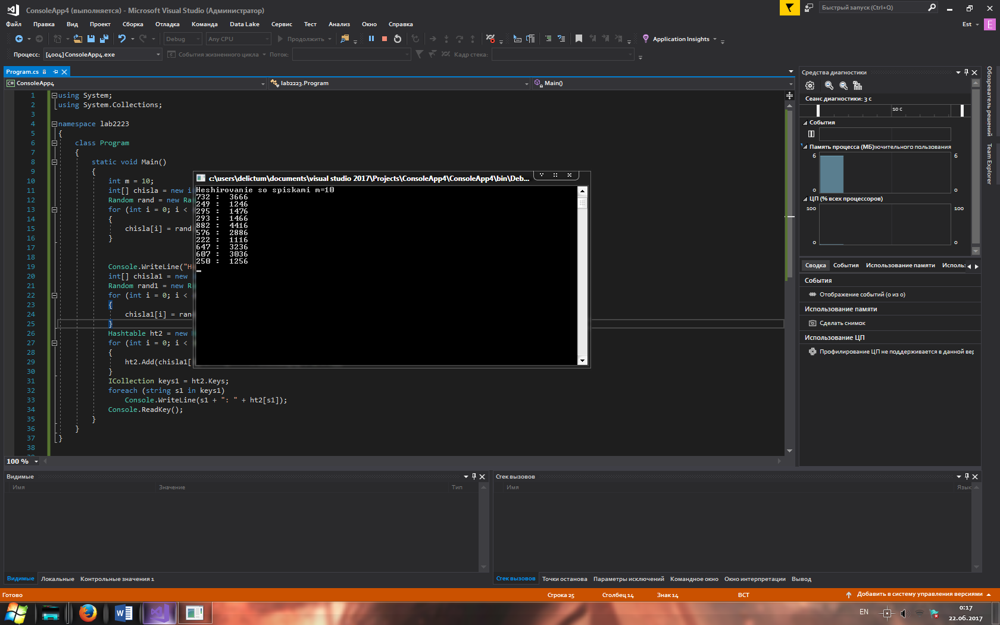 ConsoleApp4 (выполняется) - Microsoft Visual Studio (Администратор)
Быстрый запуск (Ctrl+Q)
Файл Правка Вид Проект Сборка Отладка Команда Data Lake Сервис Тест Анализ Окно Справка
Est E
Debug Any CPU Продолжить Application Insights
Процесс: [4004] ConsoleApp4.exe События жизненного цикла Поток: Кадр стека:
Program.cs
C# ConsoleApp4 lab2223.Program Main()
1 using System;
2 using System.Collections;
3
4 namespace lab2223
5 {
6 class Program
7 {
8 static void Main()
9 {
10 int m = 10;
11 int[] chisla = new i
12 Random rand = new Ra
13 for (int i = 0; i <
14 {
15 chisla[i] = rand
16 }
17
18
19 Console.WriteLine("H
20 int[] chisla1 = new
21 Random rand1 = new R
22 for (int i = 0; i <
23 {
24 chisla1[i] = ran
25 }
26 Hashtable ht2 = new
27 for (int i = 0; i <
28 {
29 ht2.Add(chisla1[
30 }
31 ICollection keys1 = ht2.Keys;
32 foreach (string s1 in keys1)
33 Console.WriteLine(s1 + ": " + ht2[s1]);
34 Console.ReadKey();
35 }
36 }
37 }
38
100 %
c:\users\delictum\documents\visual studio 2017\Projects\ConsoleApp4\ConsoleApp4\bin\Deb...
Heshirovanie so spiskami m=10
732 : 3666
249 : 1246
295 : 1476
293 : 1466
882 : 4416
576 : 2886
222 : 1116
647 : 3236
607 : 3036
250 : 1256
Средства диагностики
Сеанс диагностики: 3 с
10 с
События
Память процесса (МБ) лючительного пользования
6 6
0 0
ЦП (% всех процессоров)
100 100
0 0
Сводка События Использование памяти Исполь:
События
Отображение событий (0 из 0)
Использование памяти
Сделать снимок
Использование ЦП
Профилирование ЦП не поддерживается в данной вер
Обозреватель решений
Team Explorer
Видимые
Имя Значение Тип
Видимые Локальные Контрольные значения 1
Стек вызовов
Имя Язык
Стек вызовов Точки останова Параметры исключений Командное окно Окно интерпретации Вывод
Готово Строка 25 Столбец 14 Знак 14 ВСТ Добавить в систему управления версиями
EN
0:17
22.06.2017